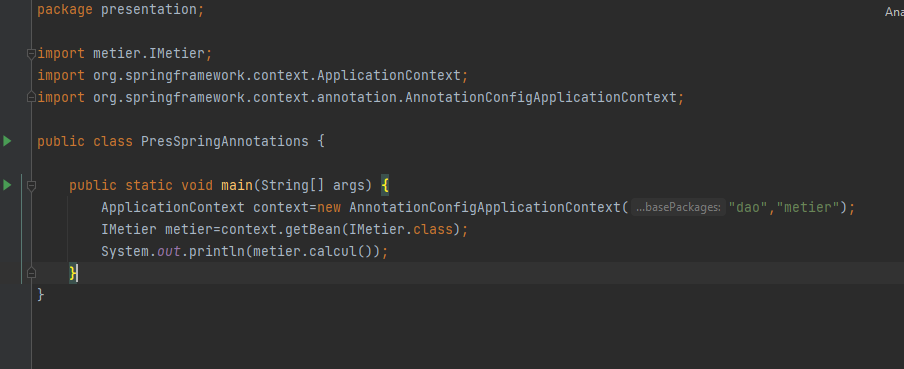 package presentation;
Ana
import metier.IMetier;
import org.springframework.context.ApplicationContext;
import org.springframework.context.annotation.AnnotationConfigApplicationContext;
public class PresSpringAnnotations {
public static void main(String[] args) {
ApplicationContext context=new AnnotationConfigApplicationContext( ...basePackages: "dao","metier");
IMetier metier=context.getBean(IMetier.class);
System.out.println(metier.calcul());
}
}